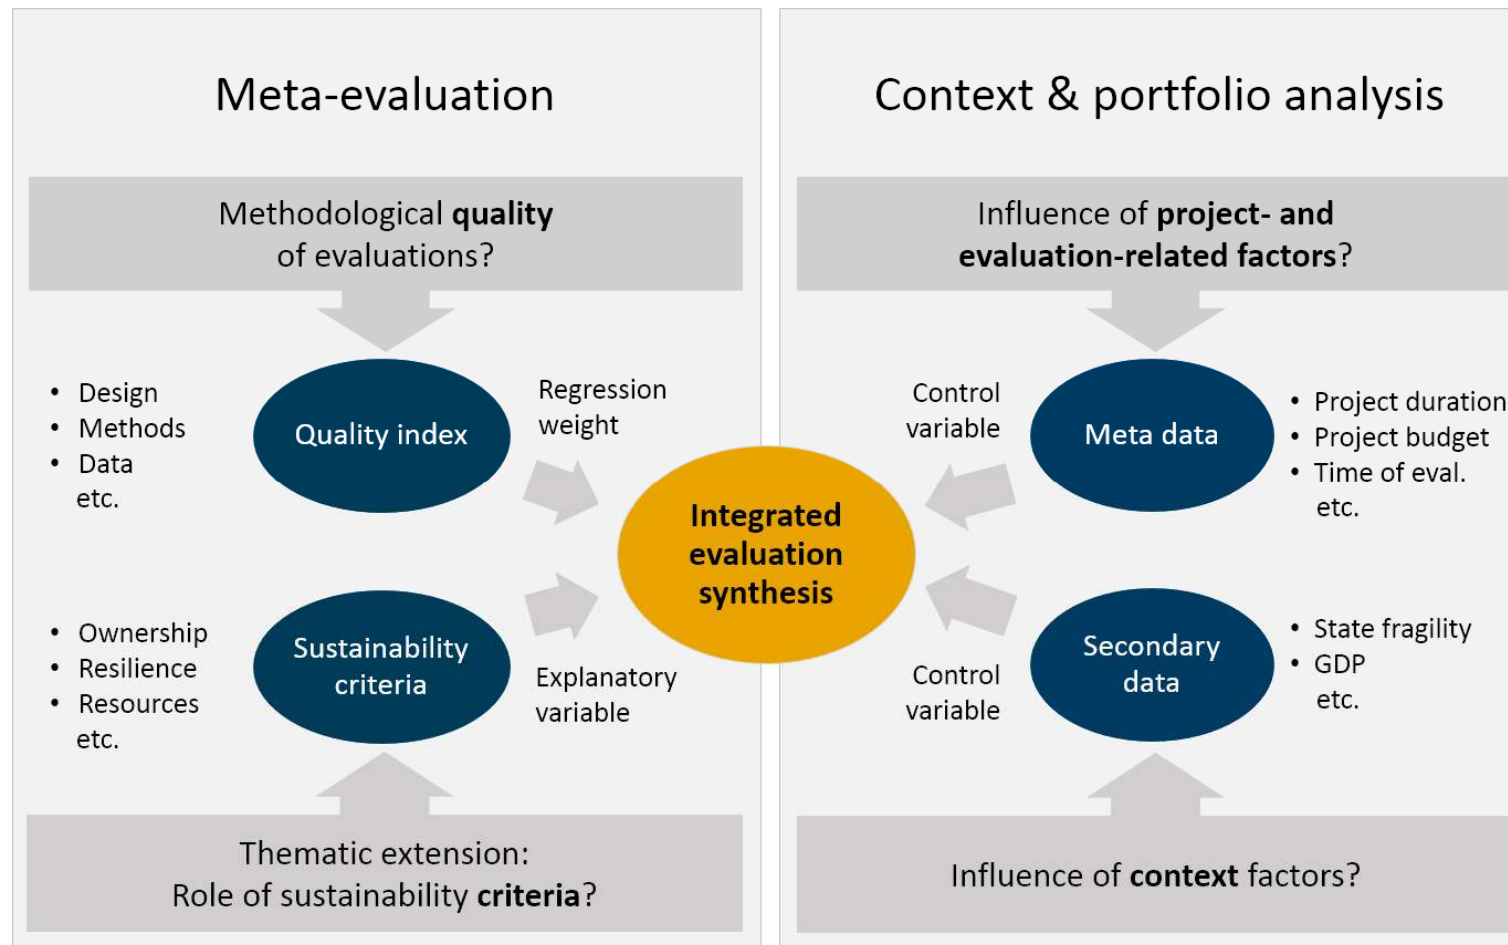 Meta-evaluation
Methodological quality
of evaluations?
• Design
• Methods
• Data
etc.
Quality index
Regression
weight
• Ownership
• Resilience
• Resources
etc.
Sustainability
criteria
Explanatory
variable
Thematic extension:
Role of sustainability criteria?
Integrated
evaluation
synthesis
Context & portfolio analysis
Influence of project- and
evaluation-related factors?
Control
variable
Meta data
• Project duration
• Project budget
• Time of eval.
etc.
Control
variable
Secondary
data
• State fragility
• GDP
etc.
Influence of context factors?